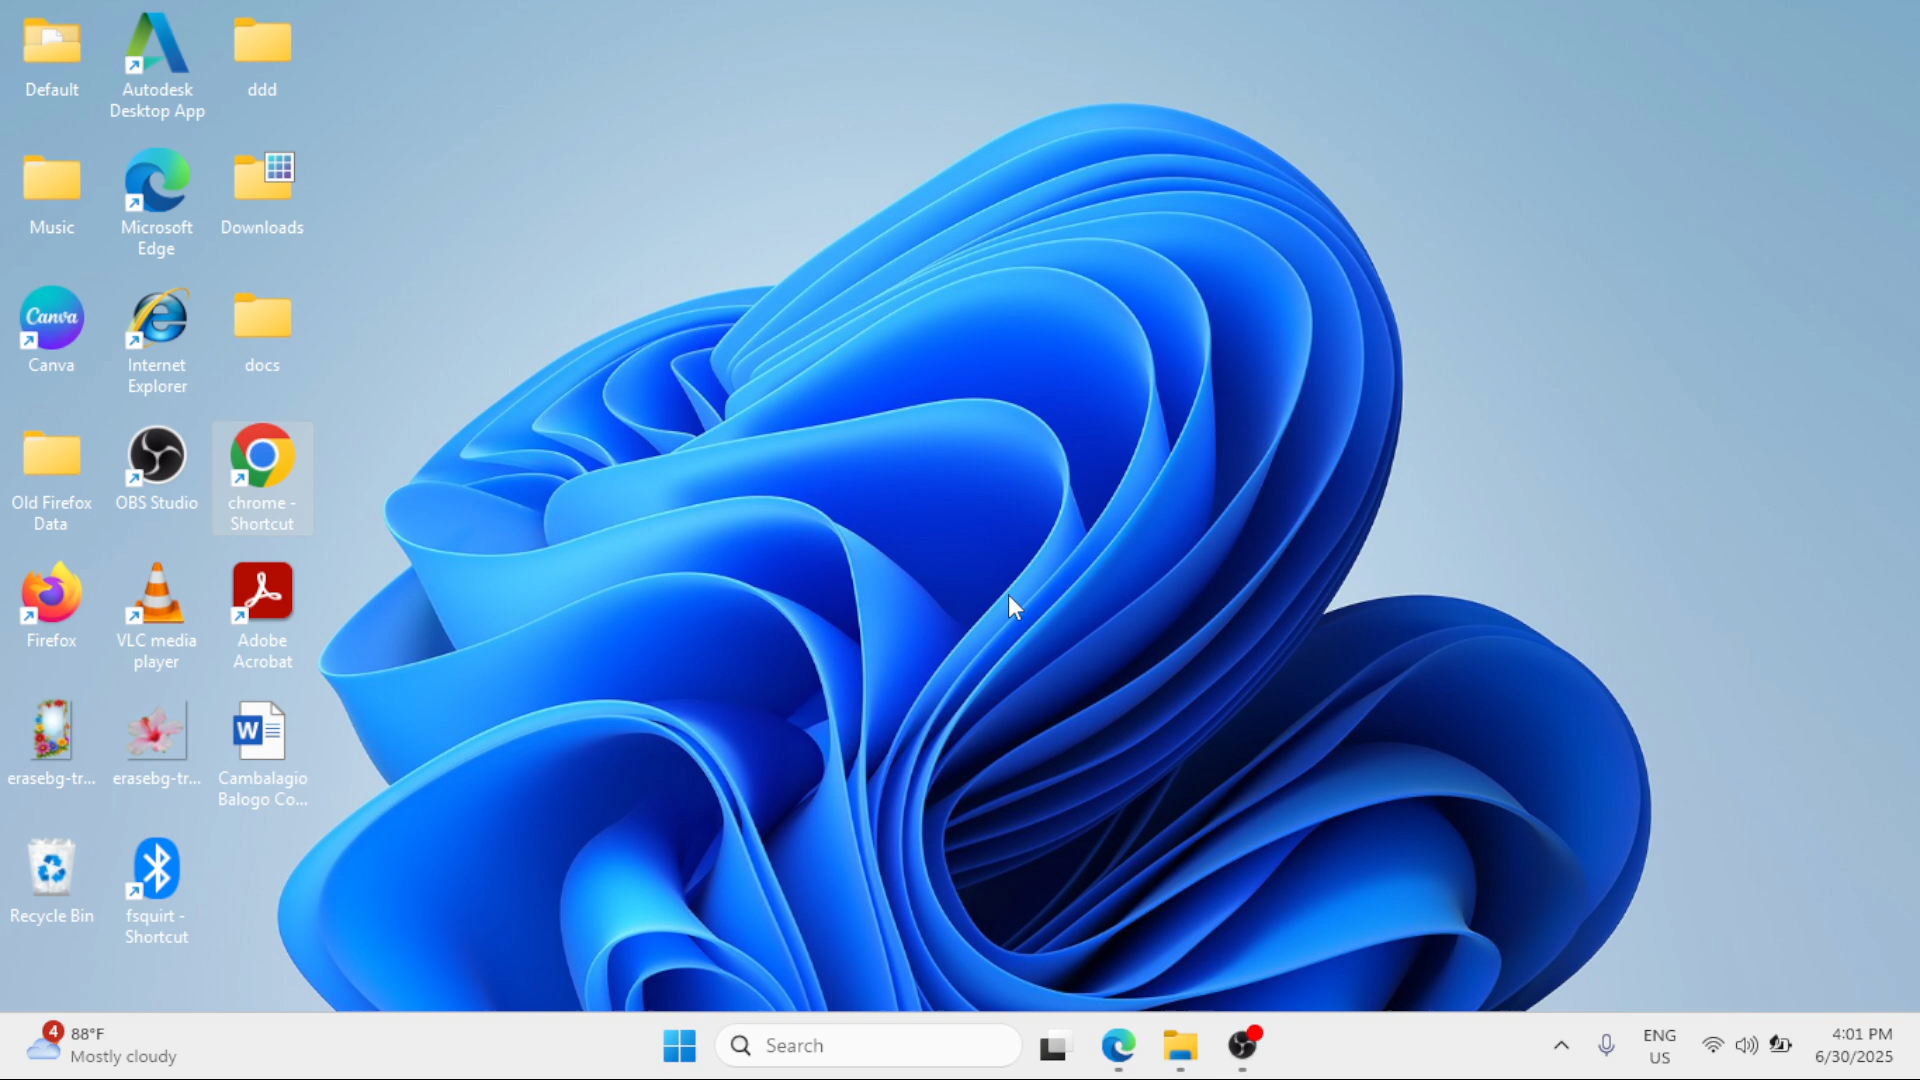 Default
Autodesk
Desktop App
ddd
Music
Microsoft
Edge
Downloads
Canva
Canva
Internet
Explorer
docs
Old Firefox
Data
OBS Studio
chrome -
Shortcut
Firefox
VLC media
player
Adobe
Acrobat
erasebg-tr...
erasebg-tr...
W
Cambalagio
Balogo Co...
Recycle Bin
fsquirt -
Shortcut
4
88°F
Mostly cloudy
Search
ENG
US
4:01 PM
6/30/2025